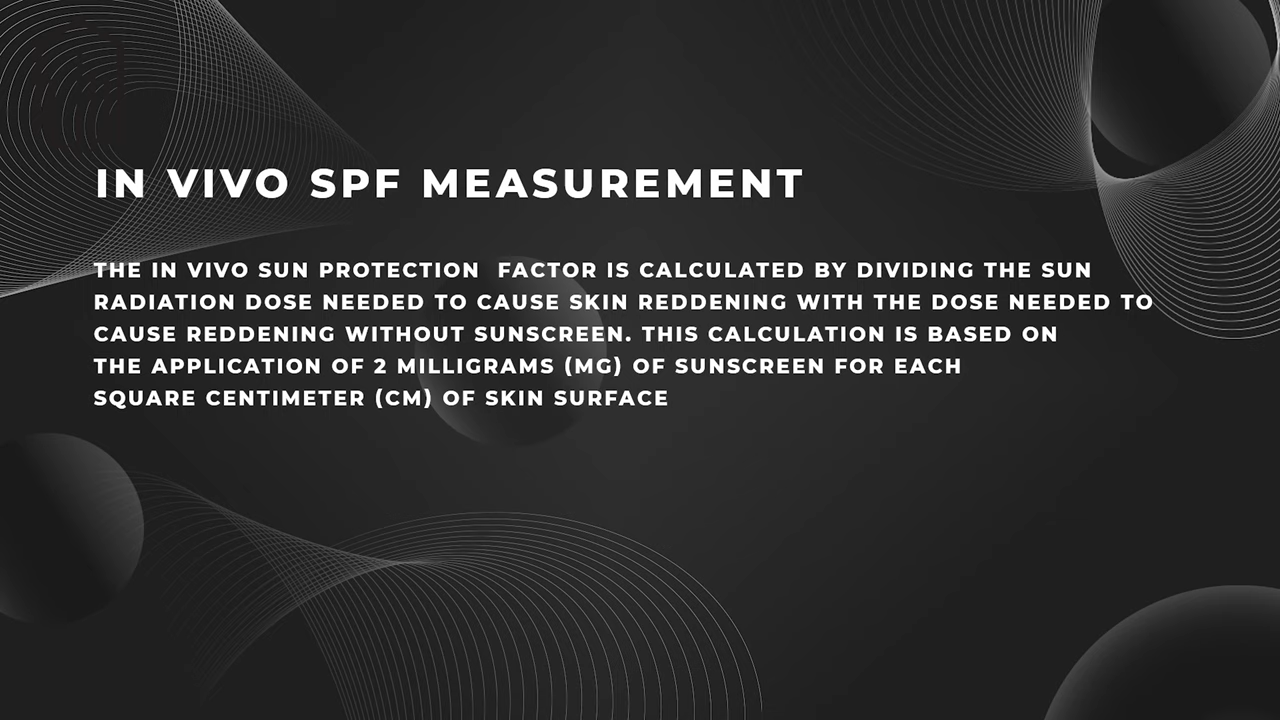 IN VIVO SPF MEASUREMENT
THE IN VIVO SUN PROTECTION  FACTOR IS CALCULATED BY DIVIDING THE SUN
RADIATION DOSE NEEDED TO CAUSE SKIN REDDENING WITH THE DOSE NEEDED TO
CAUSE REDDENING WITHOUT SUNSCREEN. THIS CALCULATION IS BASED ON
THE APPLICATION OF 2 MILLIGRAMS (MG) OF SUNSCREEN FOR EACH
SQUARE CENTIMETER (CM) OF SKIN SURFACE